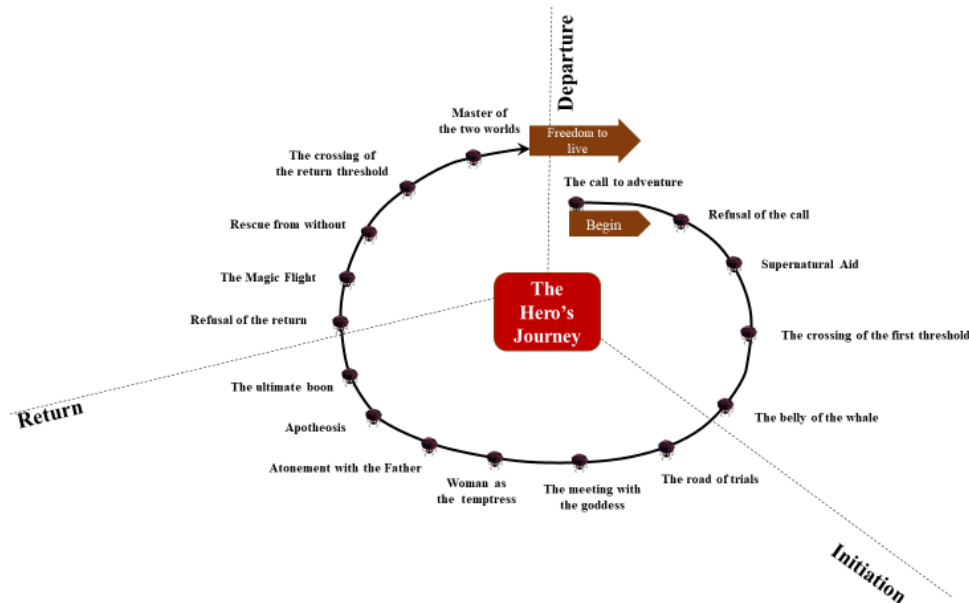 Departure
Master of
the two worlds
Freedom to
live
The call to adventure
Begin
Refusal of the call
Supernatural Aid
The crossing of the first threshold
The belly of the whale
Initiation
The road of trials
The meeting with
the goddess
Woman as
the temptress
Atonement with the Father
Apotheosis
The ultimate boon
Return
Refusal of the return
The Magic Flight
Rescue from without
The crossing of
the return threshold
The
Hero’s
Journey